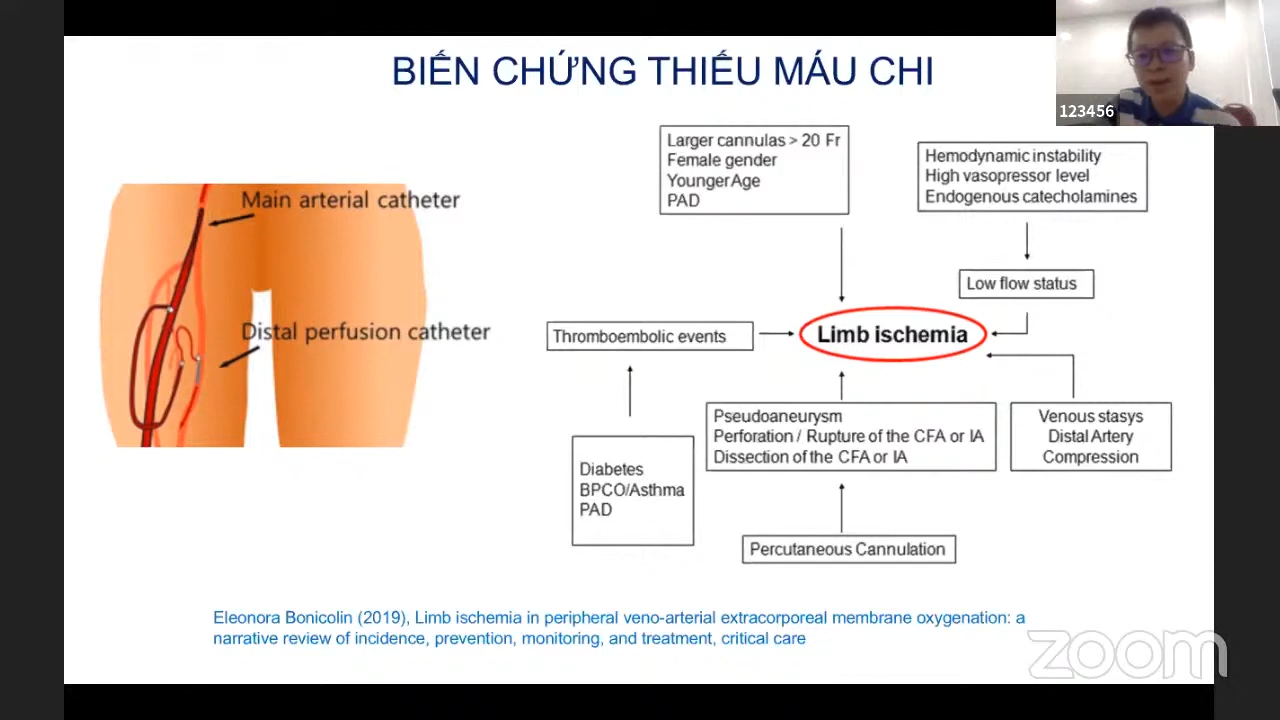 BIẾN CHỨNG THIẾU MÁU CHI
123456
Main arterial catheter
Distal perfusion catheter
Larger cannulas > 20 Fr
Female gender
YoungerAge
PAD
Hemodynamic instability
High vasopressor level
Endogenous catecholamines
Low flow status
Thromboembolic events
Limb ischemia
Diabetes
BPCO/Asthma
PAD
Pseudoaneurysm
Perforation / Rupture of the CFA or IA
Dissection of the CFA or IA
Venous stasys
Distal Artery
Compression
Percutaneous Cannulation
Eleonora Bonicolin (2019), Limb ischemia in peripheral veno-arterial extracorporeal membrane oxygenation: a
narrative review of incidence, prevention, monitoring, and treatment, critical care
zoom